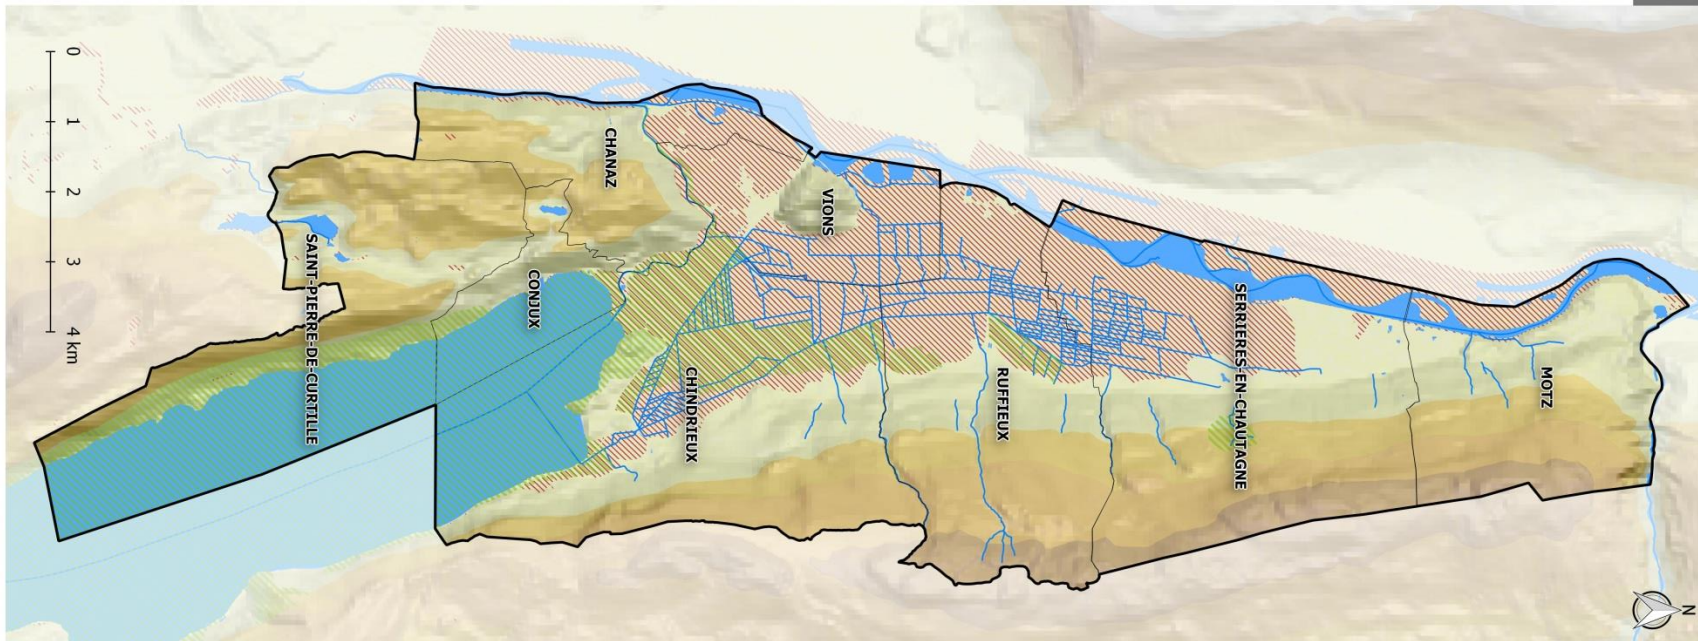 0
1
2
3
4 km
SAINT-PIERRE-DE-CURTILLE
CONJUX
CHANAZ
CHINDRIEUX
VIONS
RUFFIEUX
SERRIERES-EN-CHAUTAGNE
MOTZ
N